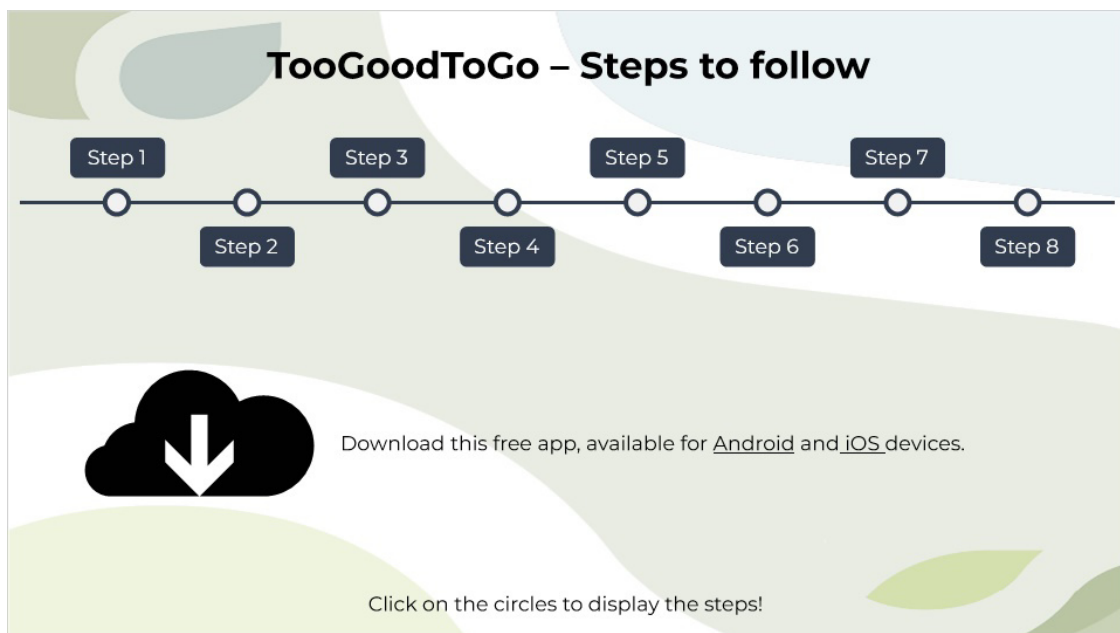 TooGoodToGo – Steps to follow
Step 1
Step 2
Step 3
Step 4
Step 5
Step 6
Step 7
Step 8
Download this free app, available for Android and iOS devices.
Click on the circles to display the steps!